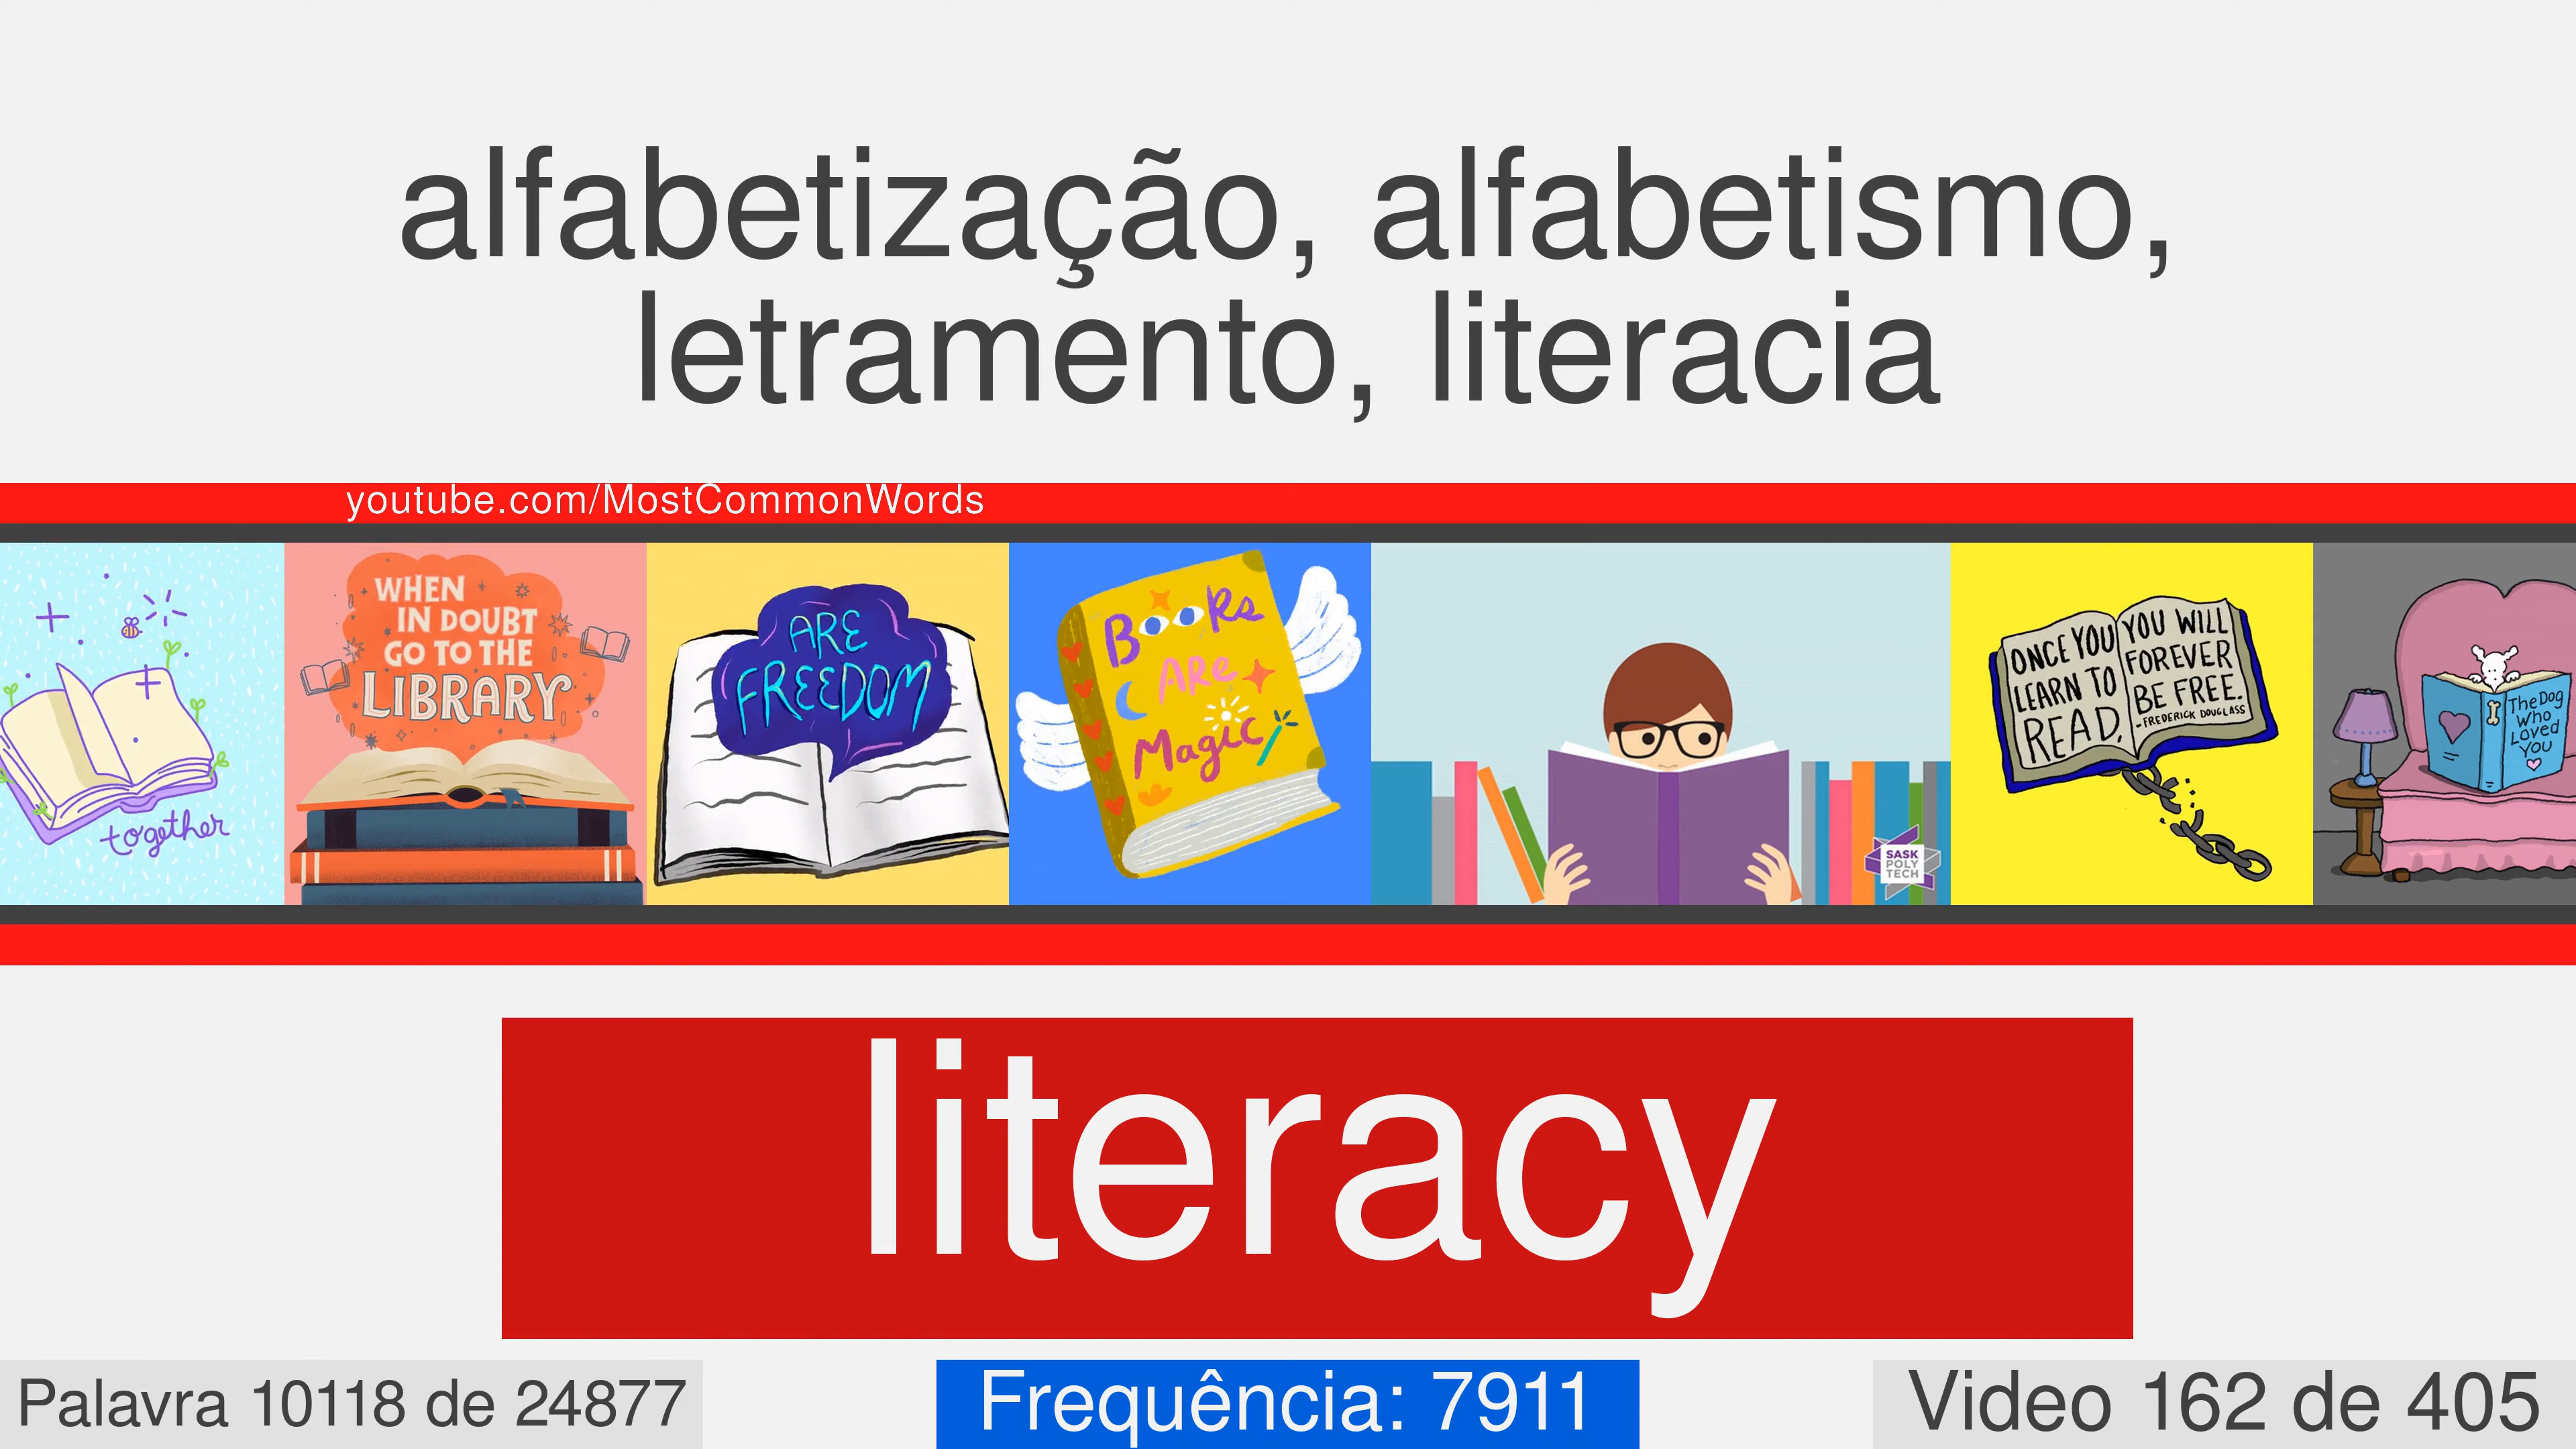 alfabetização, alfabetismo,
letramento, literacia
youtube.com/MostCommonWords
together
WHEN
IN DOUBT
GO TO THE
LIBRARY
ARE
FREEDOM
Books
ARe
Magic
SASK
POLY
TECH
ONCE YOU
LEARN TO
READ,
YOU WILL
FOREVER
BE FREE.
-FREDERICK DOUGLASS
The Dog
Who
Loved
You
literacy
Palavra 10118 de 24877
Frequência: 7911
Video 162 de 405